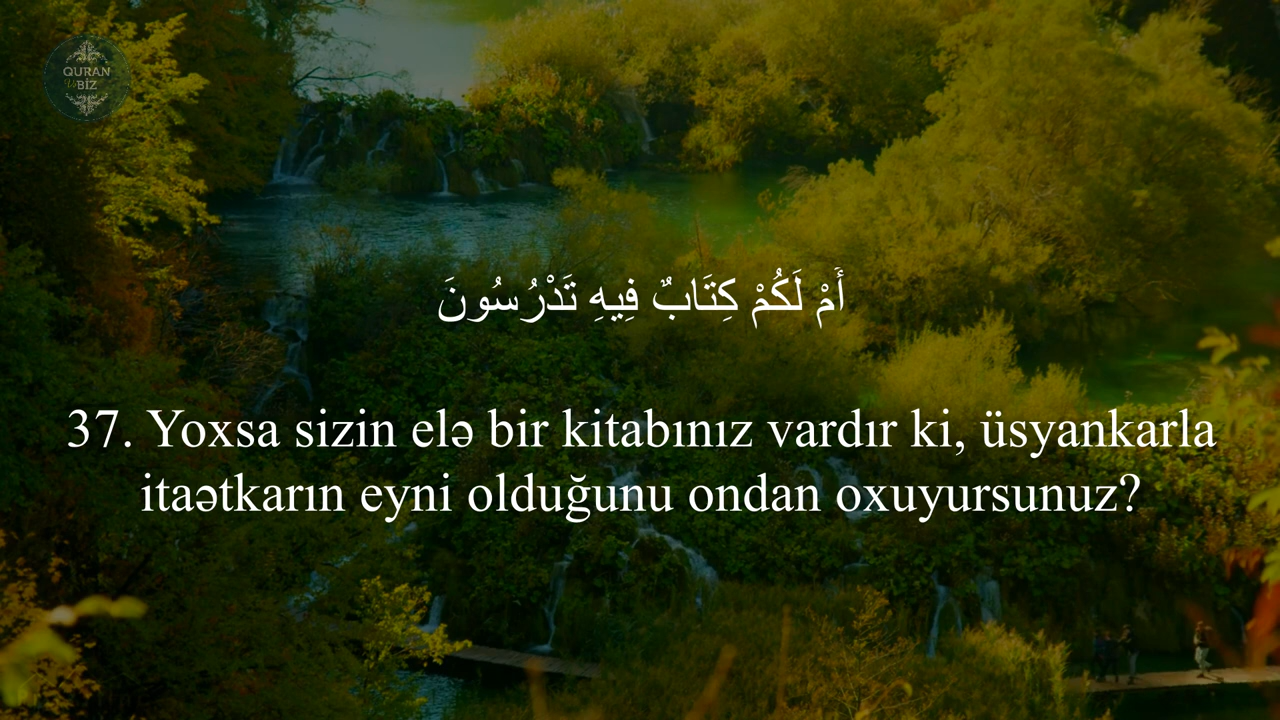 QURAN
Və
BİZ
أَمْ لَكُمْ كِتَابٌ فِيهِ تَدْرُسُونَ
37. Yoxsa sizin elə bir kitabınız vardır ki, üsyankarla
itaətkarın eyni olduğunu ondan oxuyursunuz?